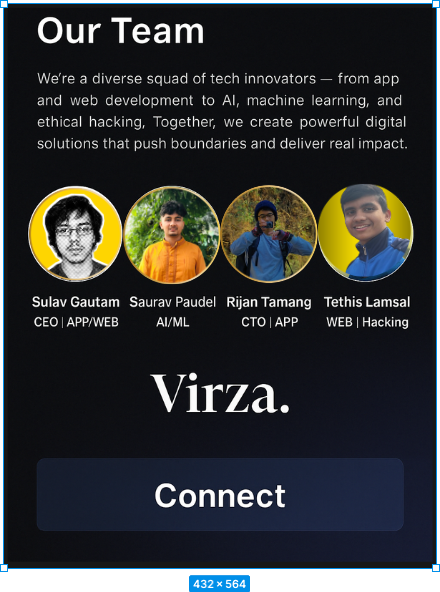 Our Team
We're a diverse squad of tech innovators — from app
and web development to AI, machine learning, and
ethical hacking, Together, we create powerful digital
solutions that push boundaries and deliver real impact.
Sulav Gautam Saurav Paudel Rijan Tamang Tethis Lamsal
CEO | APP/WEB AI/ML CTO | APP WEB | Hacking
Virza.
Connect
432 × 564